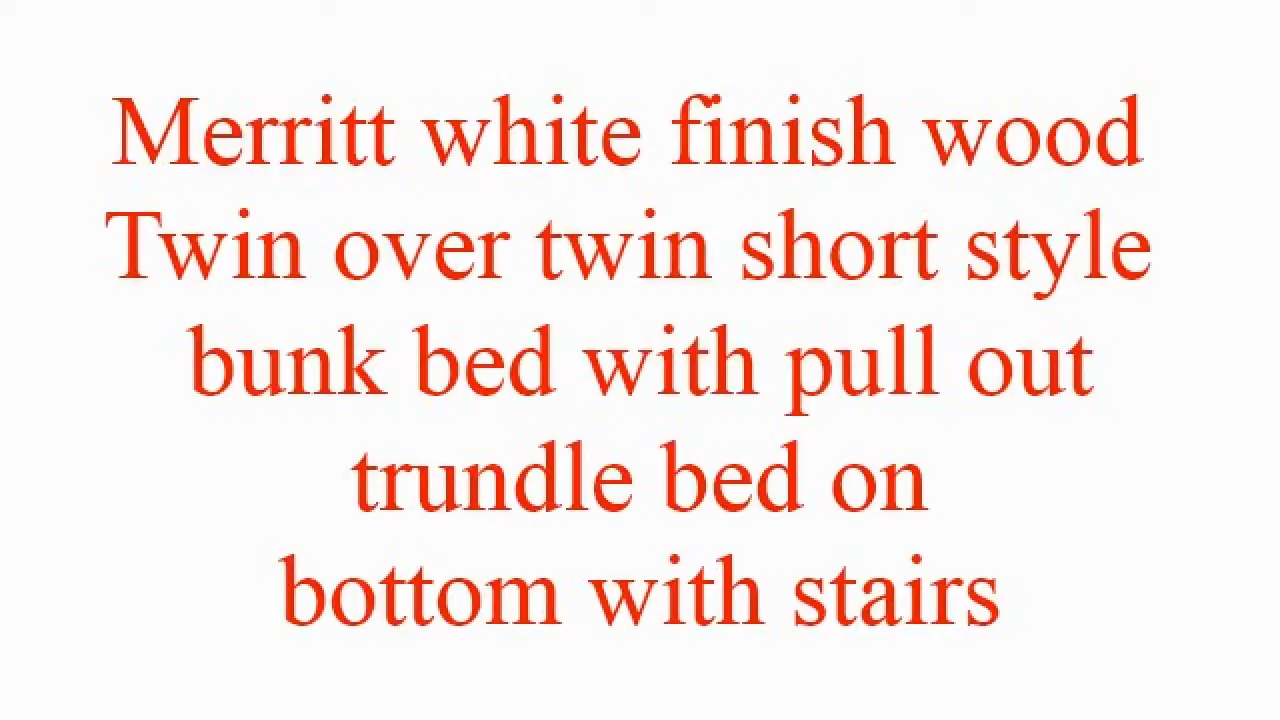 Merritt white finish wood
Twin over twin short style
bunk bed with pull out
trundle bed on
bottom with stairs